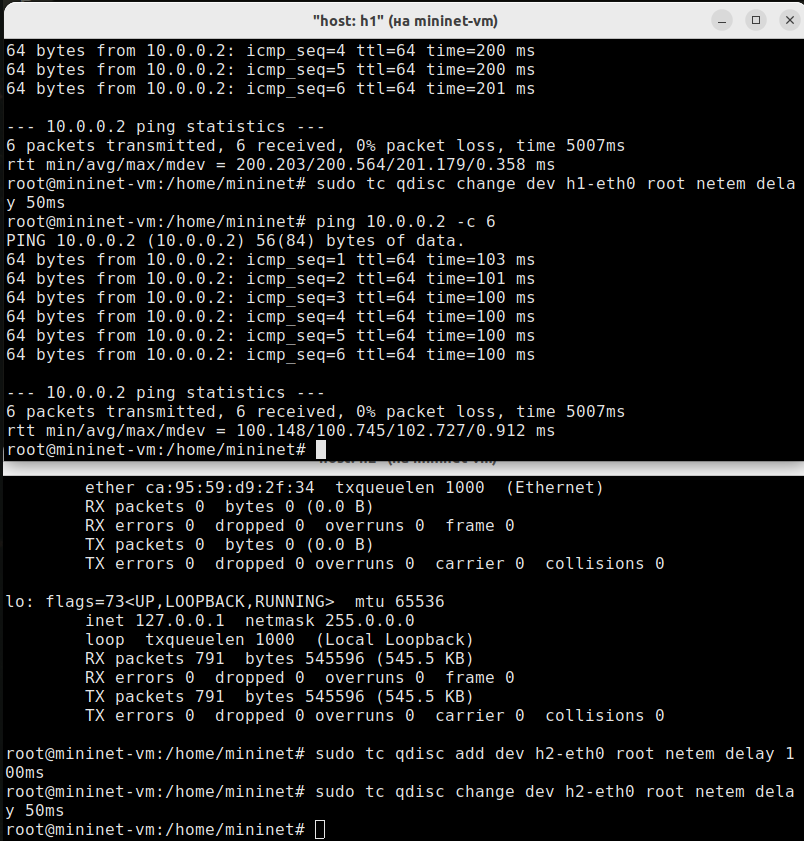 "host: h1" (на mininet-vm)
64 bytes from 10.0.0.2: icmp_seq=4 ttl=64 time=200 ms
64 bytes from 10.0.0.2: icmp_seq=5 ttl=64 time=200 ms
64 bytes from 10.0.0.2: icmp_seq=6 ttl=64 time=201 ms

--- 10.0.0.2 ping statistics ---
6 packets transmitted, 6 received, 0% packet loss, time 5007ms
rtt min/avg/max/mdev = 200.203/200.564/201.179/0.358 ms
root@mininet-vm:/home/mininet# sudo tc qdisc change dev h1-eth0 root netem dela
y 50ms
root@mininet-vm:/home/mininet# ping 10.0.0.2 -c 6
PING 10.0.0.2 (10.0.0.2) 56(84) bytes of data.
64 bytes from 10.0.0.2: icmp_seq=1 ttl=64 time=103 ms
64 bytes from 10.0.0.2: icmp_seq=2 ttl=64 time=101 ms
64 bytes from 10.0.0.2: icmp_seq=3 ttl=64 time=100 ms
64 bytes from 10.0.0.2: icmp_seq=4 ttl=64 time=100 ms
64 bytes from 10.0.0.2: icmp_seq=5 ttl=64 time=100 ms
64 bytes from 10.0.0.2: icmp_seq=6 ttl=64 time=100 ms

--- 10.0.0.2 ping statistics ---
6 packets transmitted, 6 received, 0% packet loss, time 5007ms
rtt min/avg/max/mdev = 100.148/100.745/102.727/0.912 ms
root@mininet-vm:/home/mininet#
ether ca:95:59:d9:2f:34  txqueuelen 1000  (Ethernet)
RX packets 0  bytes 0 (0.0 B)
RX errors 0  dropped 0  overruns 0  frame 0
TX packets 0  bytes 0 (0.0 B)
TX errors 0  dropped 0 overruns 0  carrier 0  collisions 0

lo: flags=73<UP,LOOPBACK,RUNNING>  mtu 65536
inet 127.0.0.1  netmask 255.0.0.0
loop  txqueuelen 1000  (Local Loopback)
RX packets 791  bytes 545596 (545.5 KB)
RX errors 0  dropped 0  overruns 0  frame 0
TX packets 791  bytes 545596 (545.5 KB)
TX errors 0  dropped 0 overruns 0  carrier 0  collisions 0

root@mininet-vm:/home/mininet# sudo tc qdisc add dev h2-eth0 root netem delay 1
00ms
root@mininet-vm:/home/mininet# sudo tc qdisc change dev h2-eth0 root netem dela
y 50ms
root@mininet-vm:/home/mininet#